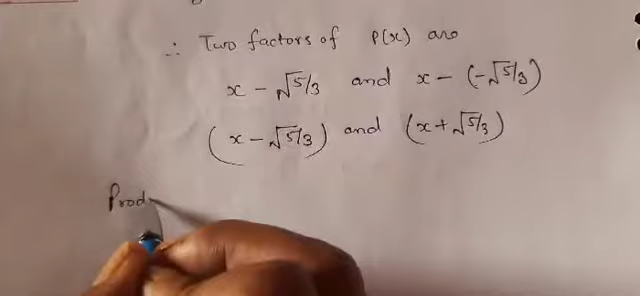 ∴ Two factors of P(x) are
x − √5/3 and x − (−√5/3)
(x − √5/3) and (x + √5/3)
Prod